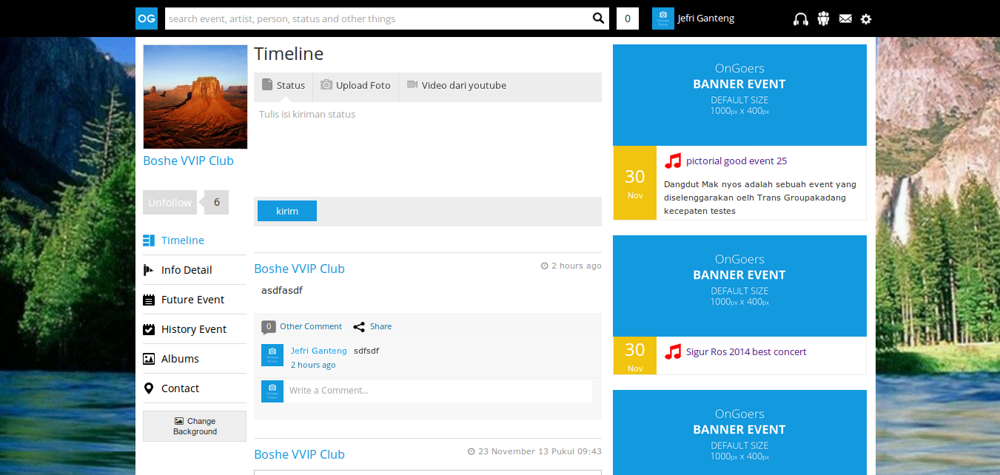 OG
search event, artist, person, status and other things
0
Jefri Ganteng
Boshe VVIP Club
Unfollow
6
Timeline
Info Detail
Future Event
History Event
Albums
Contact
Change
Background
Timeline
Status
Upload Foto
Video dari youtube
Tulis isi kiriman status
kirim
Boshe VVIP Club
2 hours ago
asdfasdf
0 Other Comment
Share
Jefri Ganteng sdfsdf
2 hours ago
Write a Comment...
Boshe VVIP Club
23 November 13 Pukul 09:43
OnGoers
BANNER EVENT
DEFAULT SIZE
1000px x 400px
30
Nov
pictorial good event 25
Dangdut Mak nyos adalah sebuah event yang
diselenggarakan oelh Trans Groupakadang
kecepaten testes
OnGoers
BANNER EVENT
DEFAULT SIZE
1000px x 400px
30
Nov
Sigur Ros 2014 best concert
OnGoers
BANNER EVENT
DEFAULT SIZE
1000px x 400px